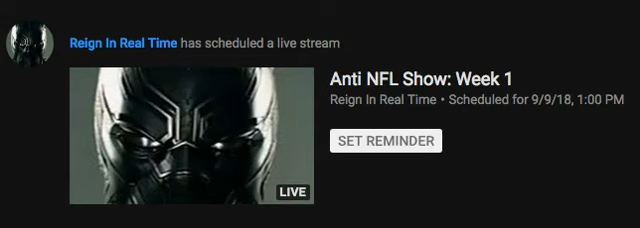 Reign In Real Time has scheduled a live stream
Anti NFL Show: Week 1
Reign In Real Time • Scheduled for 9/9/18, 1:00 PM
SET REMINDER
LIVE